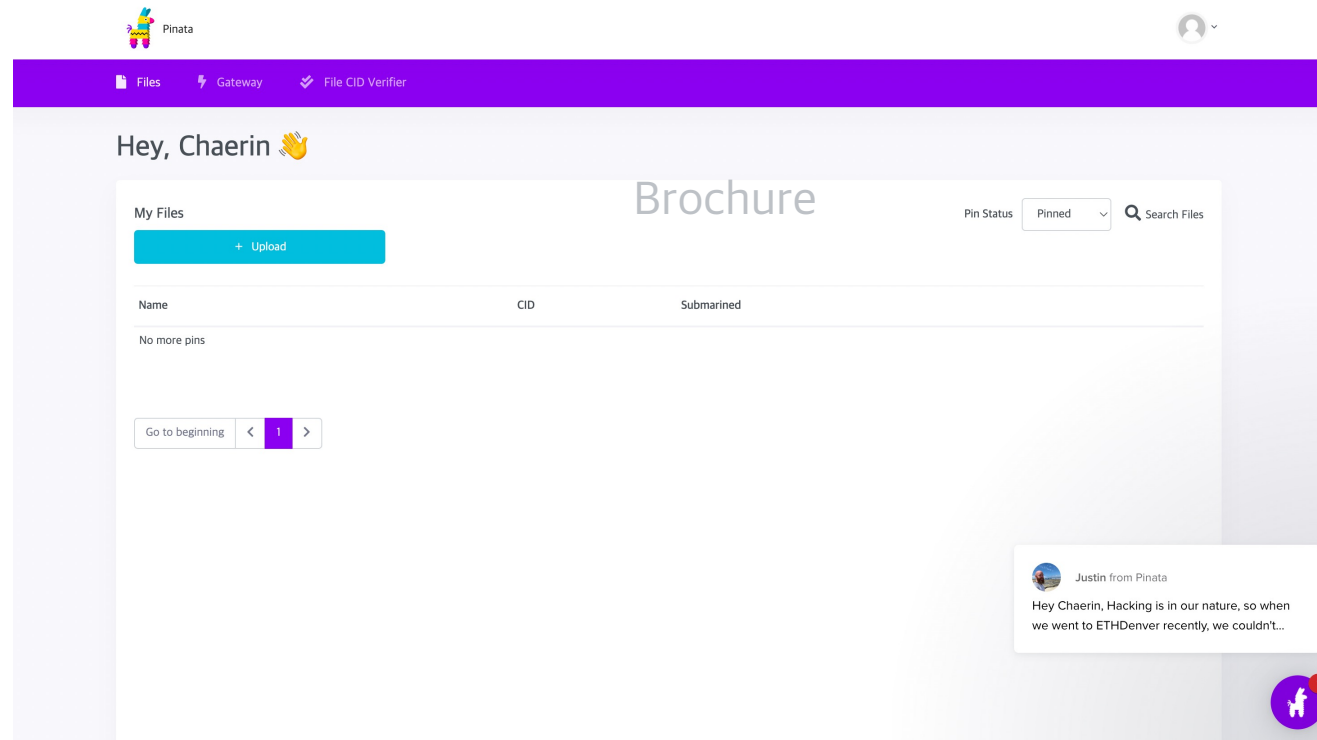 Pinata
Files Gateway File CID Verifier
Hey, Chaerin 👋
Brochure
My Files
Pin Status Pinned Search Files
+ Upload
Name CID Submarined
No more pins
Go to beginning 1
Justin from Pinata
Hey Chaerin, Hacking is in our nature, so when
we went to ETHDenver recently, we couldn't...